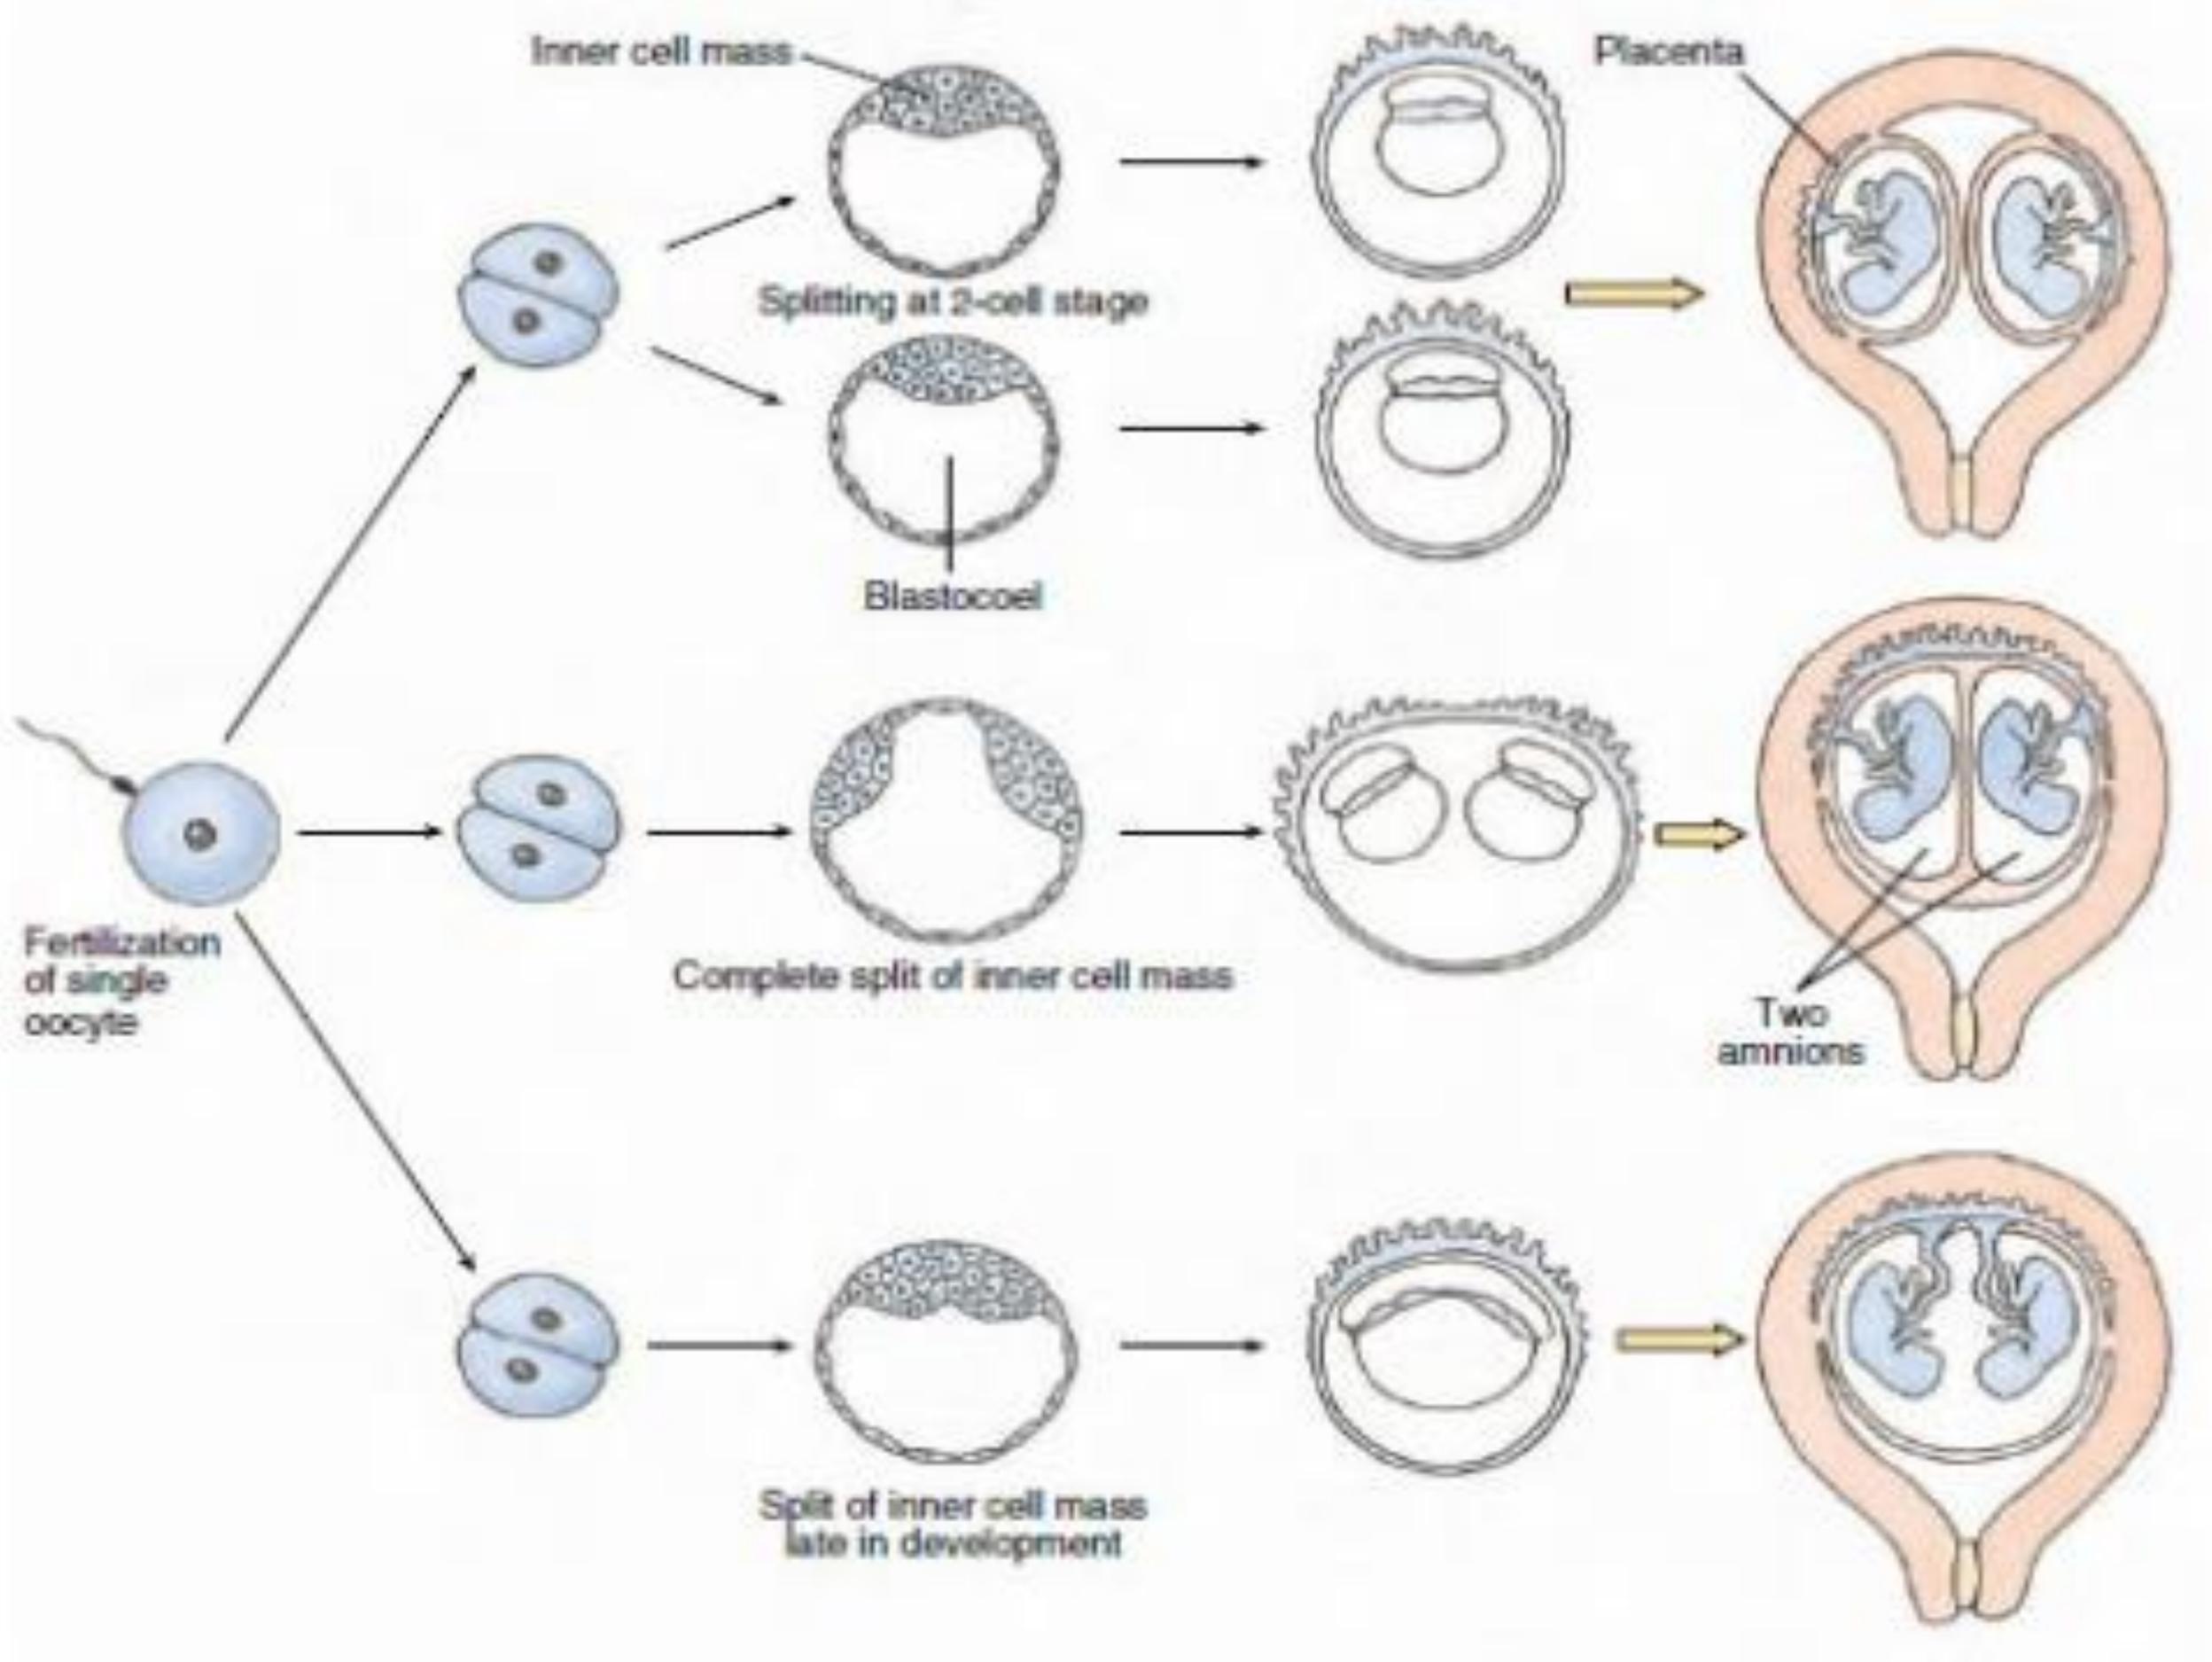 Inner cell mass
Placenta
Splitting at 2-cell stage
Blastocoel
Fertilization
of single
oocyte
Complete split of inner cell mass
Two
amnions
Split of inner cell mass
late in development